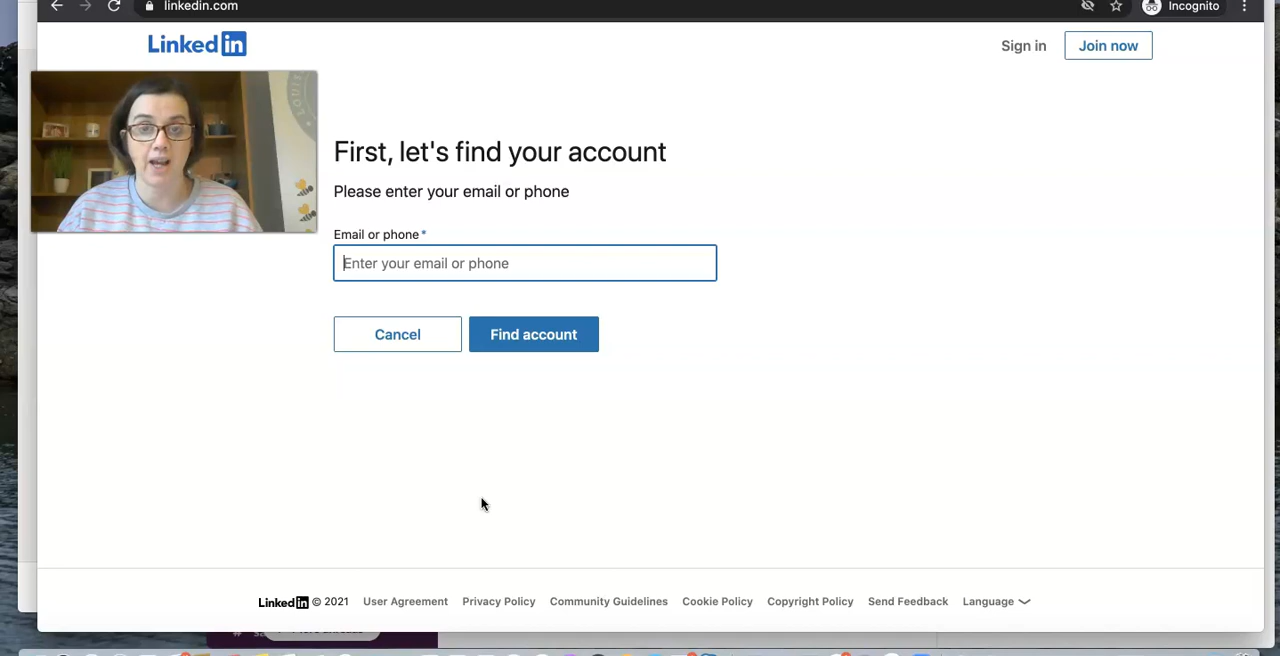 linkedin.com
Incognito
Linked in
Sign in
Join now
First, let's find your account
Please enter your email or phone
Email or phone*
Enter your email or phone
Cancel
Find account
Linked in © 2021 User Agreement Privacy Policy Community Guidelines Cookie Policy Copyright Policy Send Feedback Language